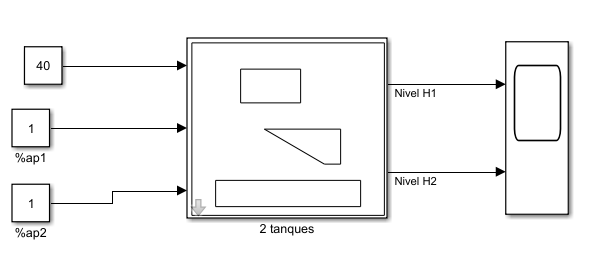 40
Nivel H1
1
%ap1
Nivel H2
1
%ap2
2 tanques